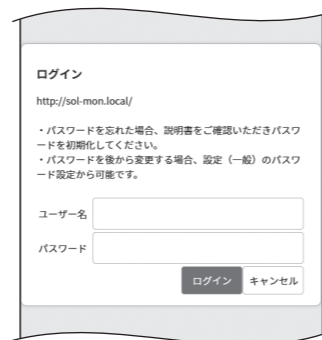 ログイン
http://sol-mon.local/
・パスワードを忘れた場合、説明書をご確認いただきパスワ
ードを初期化してください。
・パスワードを後から変更する場合、設定（一般）のパスワ
ード設定から可能です。
ユーザー名
パスワード
ログイン キャンセル